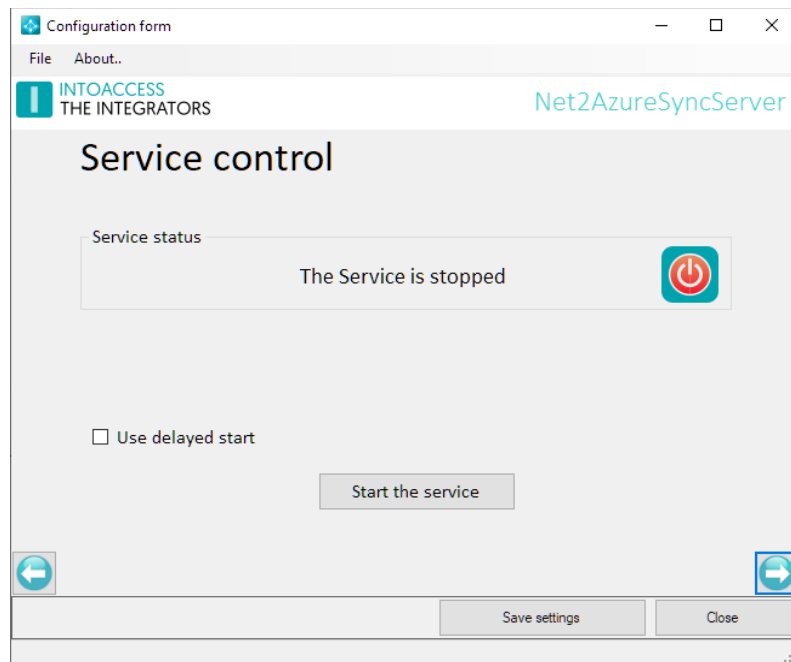 Configuration form
File About..
INTOACCESS
THE INTEGRATORS
Net2AzureSyncServer
Service control
Service status
The Service is stopped
Use delayed start
Start the service
Save settings Close